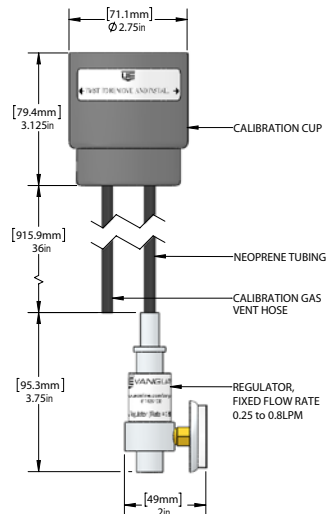 [71.1mm]
Ø2.75in
TWIST TO REMOVE AND INSTALL
[79.4mm]
3.125in
CALIBRATION CUP
[915.9mm]
36in
NEOPRENE TUBING
CALIBRATION GAS
VENT HOSE
[95.3mm]
3.75in
VANGUA
REGULATOR,
FIXED FLOW RATE
0.25 to 0.8LPM
[49mm]
2in